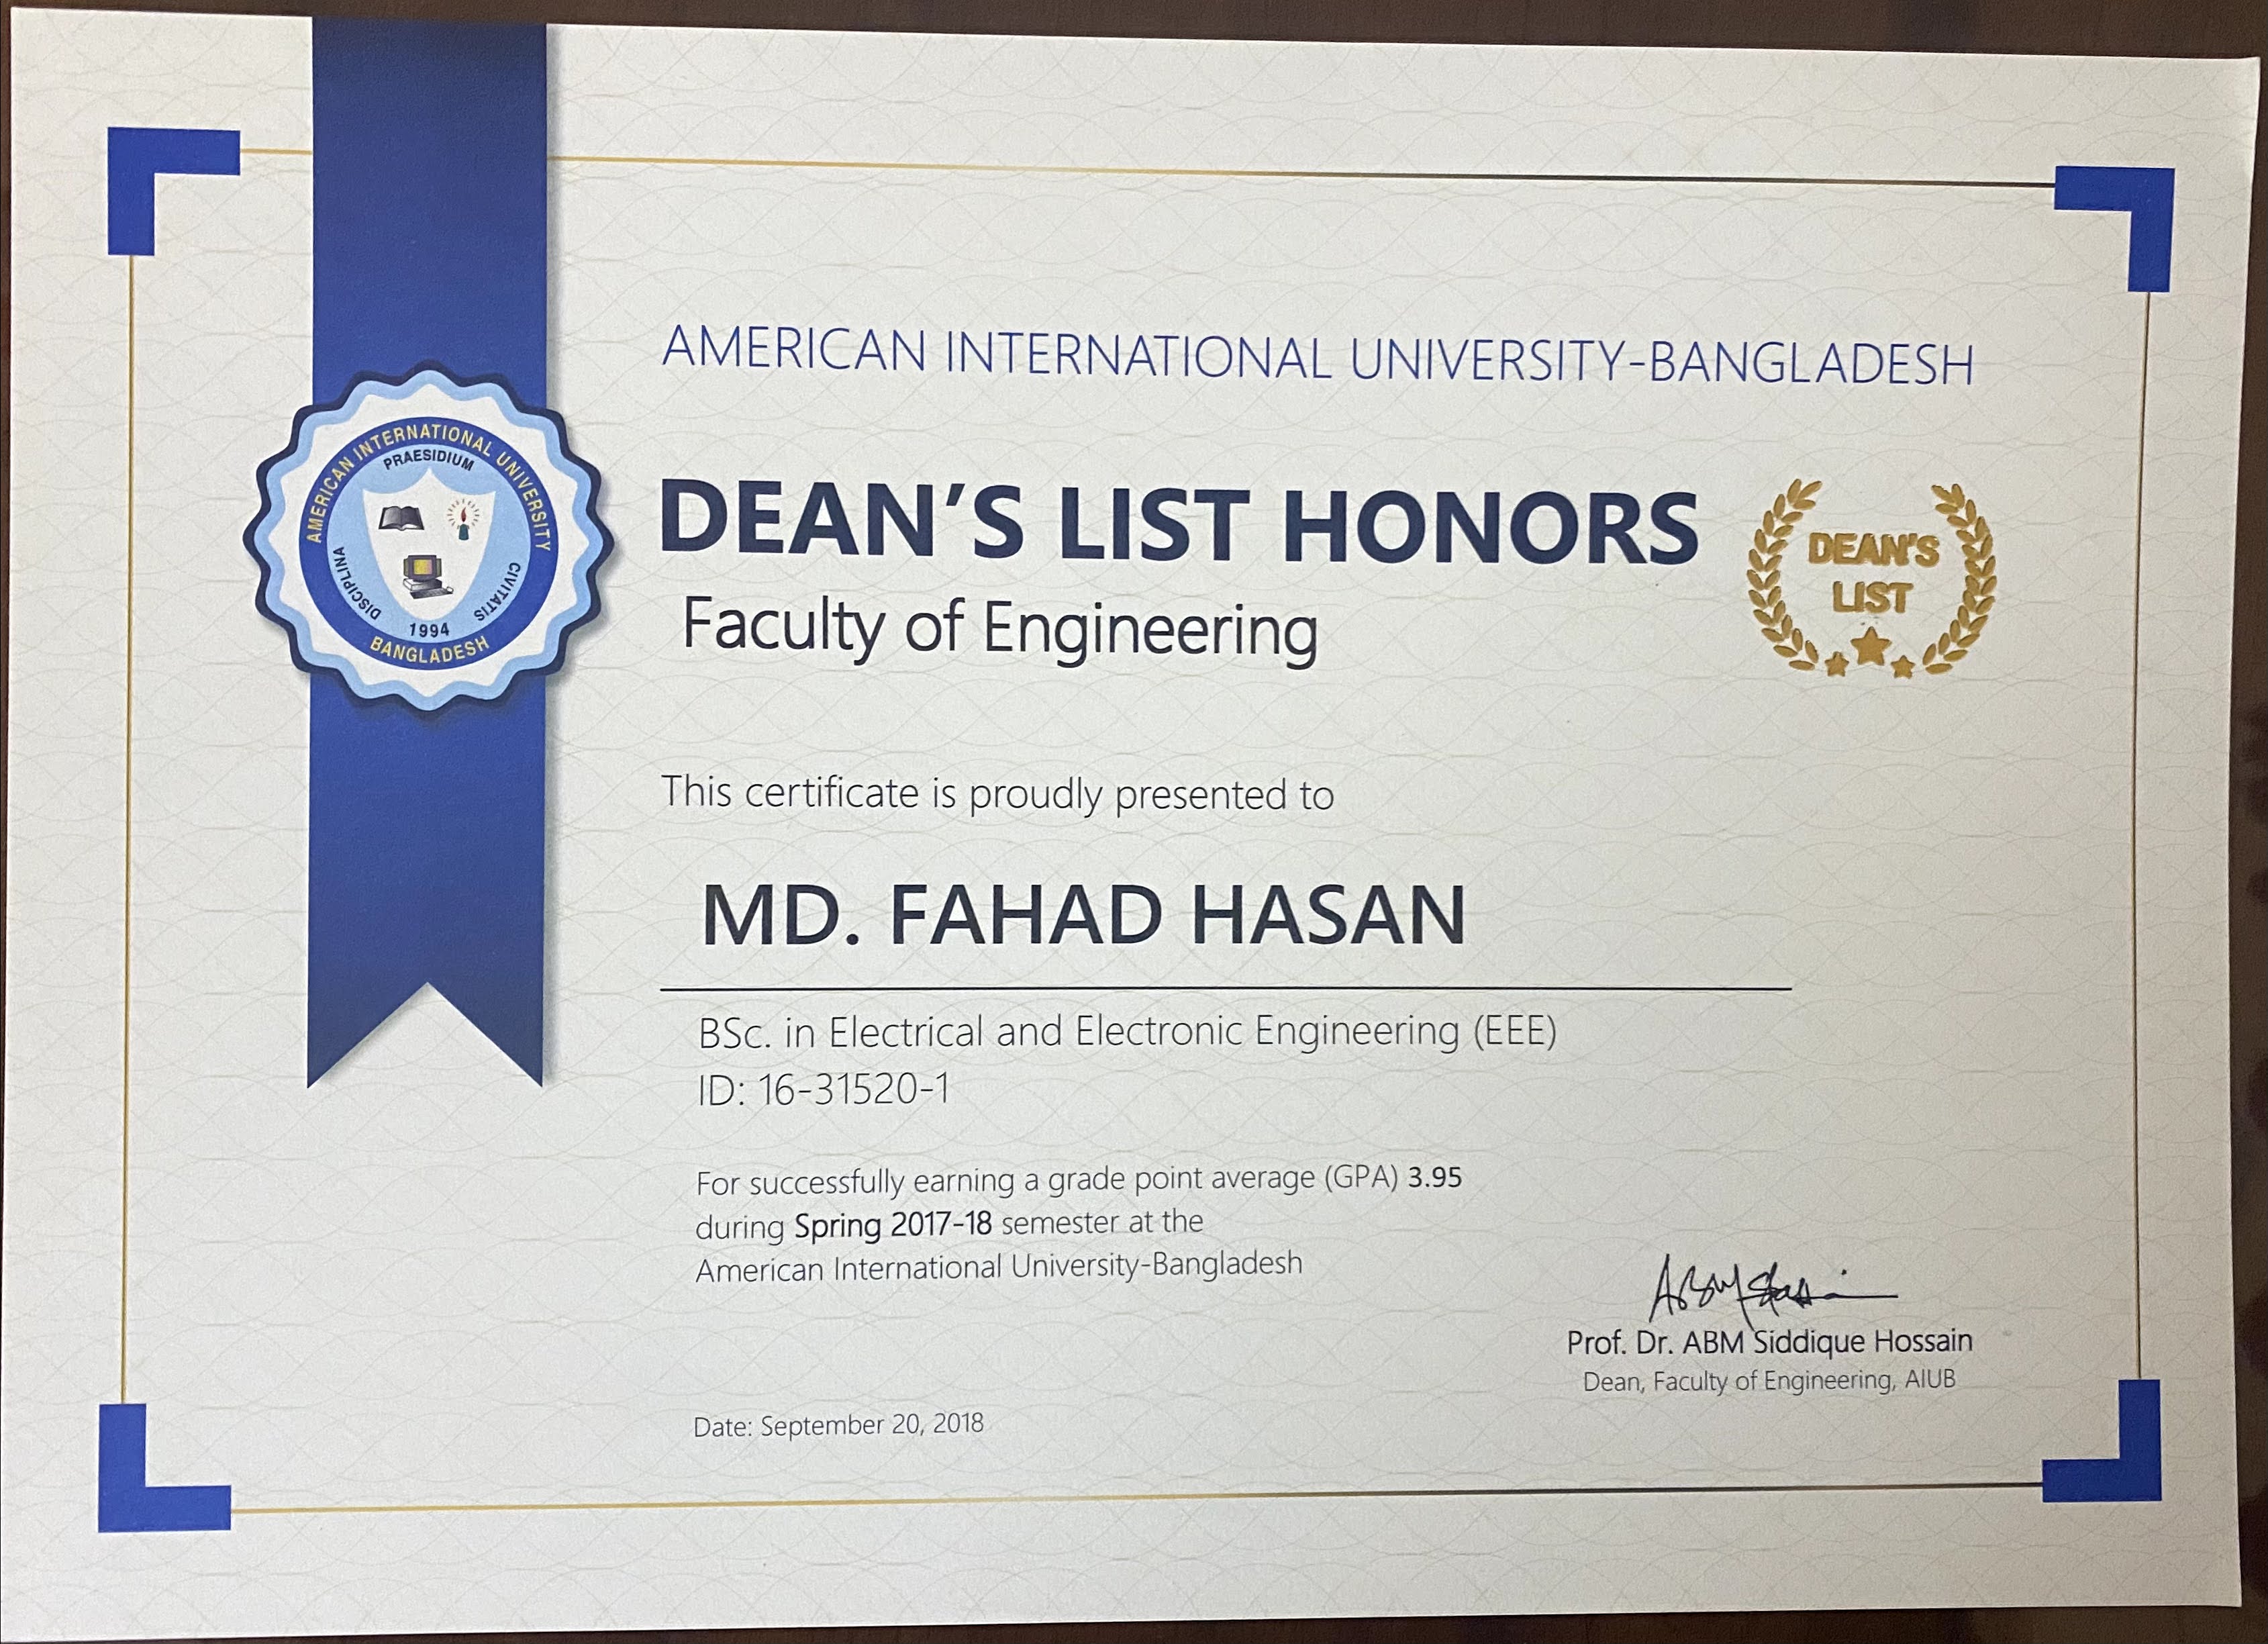 AMERICAN INTERNATIONAL UNIVERSITY-BANGLADESH
AMERICAN INTERNATIONAL UNIVERSITY
PRAESIDIUM
DISCIPLINA
CIVITATIS
1994
BANGLADESH
DEAN'S LIST HONORS
DEAN'S
LIST
Faculty of Engineering
This certificate is proudly presented to
MD. FAHAD HASAN
BSc. in Electrical and Electronic Engineering (EEE)
ID: 16-31520-1
For successfully earning a grade point average (GPA) 3.95
during Spring 2017-18 semester at the
American International University-Bangladesh
Prof. Dr. ABM Siddique Hossain
Dean, Faculty of Engineering, AIUB
Date: September 20, 2018